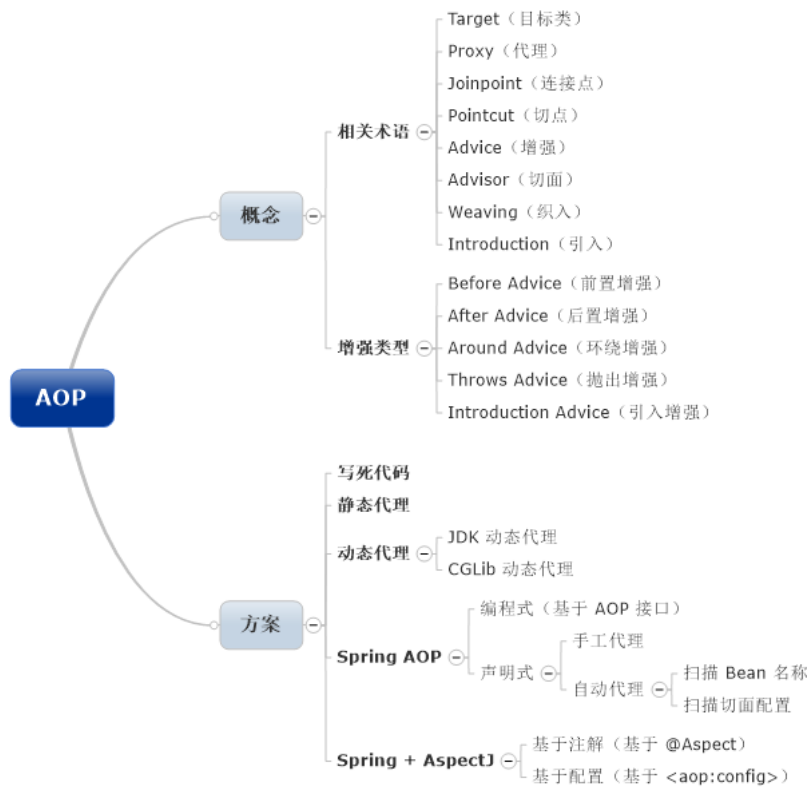 AOP
概念
相关术语
Target（目标类）
Proxy（代理）
Joinpoint（连接点）
Pointcut（切点）
Advice（增强）
Advisor（切面）
Weaving（织入）
Introduction（引入）
增强类型
Before Advice（前置增强）
After Advice（后置增强）
Around Advice（环绕增强）
Throws Advice（抛出增强）
Introduction Advice（引入增强）
方案
写死代码
静态代理
动态代理
JDK 动态代理
CGLib 动态代理
Spring AOP
编程式（基于 AOP 接口）
声明式
手工代理
自动代理
扫描 Bean 名称
扫描切面配置
Spring + AspectJ
基于注解（基于 @Aspect）
基于配置（基于 <aop:config>）